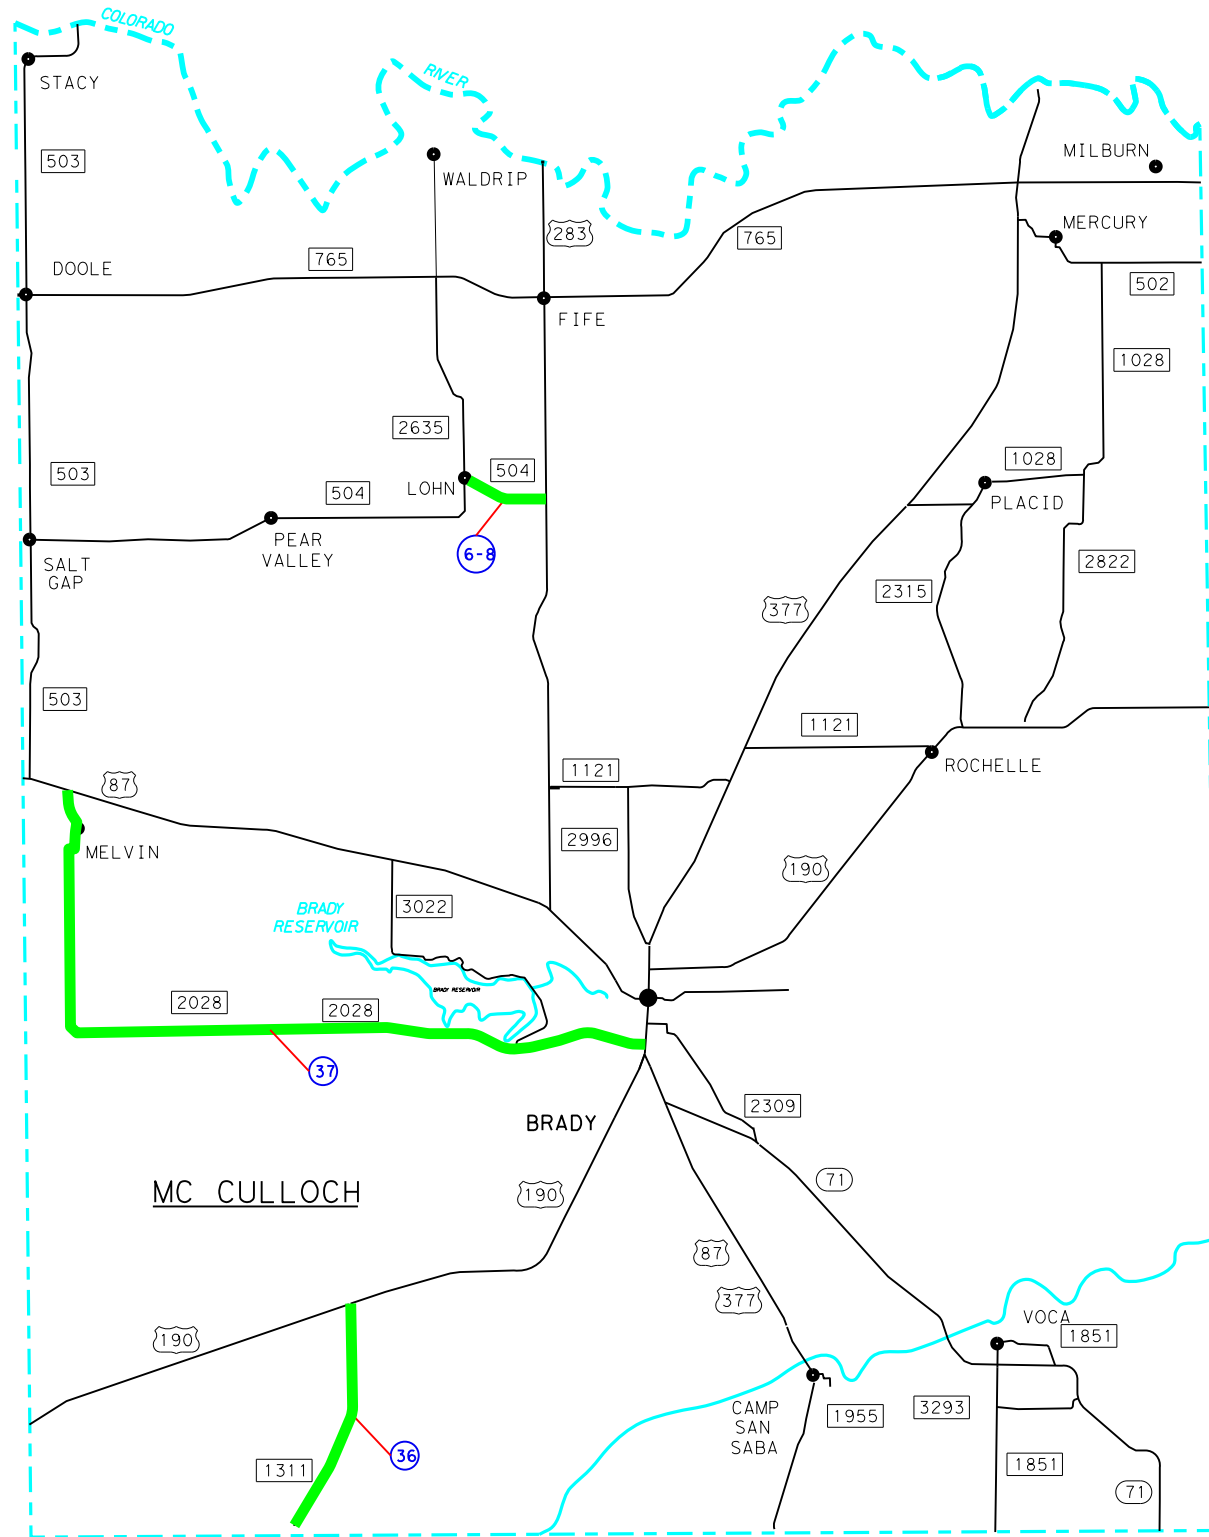 COLORADO
RIVER
STACY
503
WALDRIP
MILBURN
283
765
MERCURY
765
DOOLE
502
FIFE
1028
2635
504
1028
503
LOHN
504
PLACID
PEAR
VALLEY
6-8
SALT
GAP
2822
2315
377
503
1121
ROCHELLE
1121
87
2996
MELVIN
190
3022
BRADY
RESERVOIR
BRADY RESERVOIR
2028
2028
37
2309
BRADY
71
MC CULLOCH
190
87
377
VOCA
1851
190
CAMP
SAN
SABA
1955
3293
36
1311
1851
71